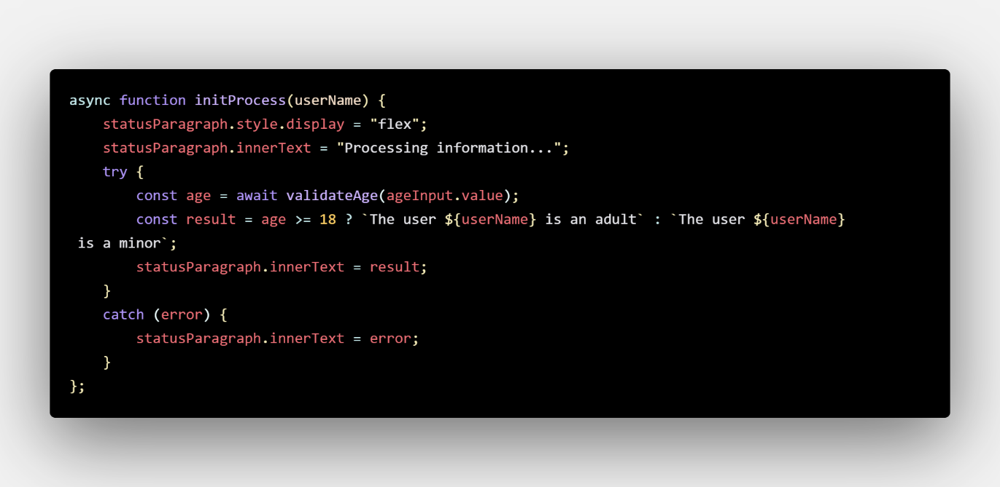 async function initProcess(userName) {
    statusParagraph.style.display = "flex";
    statusParagraph.innerText = "Processing information...";
    try {
        const age = await validateAge(ageInput.value);
        const result = age >= 18 ? `The user ${userName} is an adult` : `The user ${userName}
 is a minor`;
        statusParagraph.innerText = result;
    }
    catch (error) {
        statusParagraph.innerText = error;
    }
};